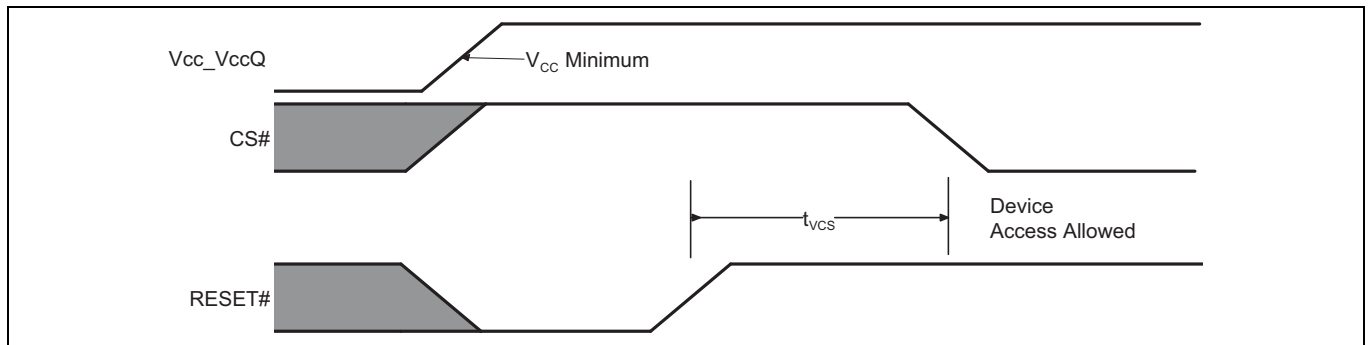 Vcc_VccQ
VCC Minimum
CS#
tVCS
Device
Access Allowed
RESET#